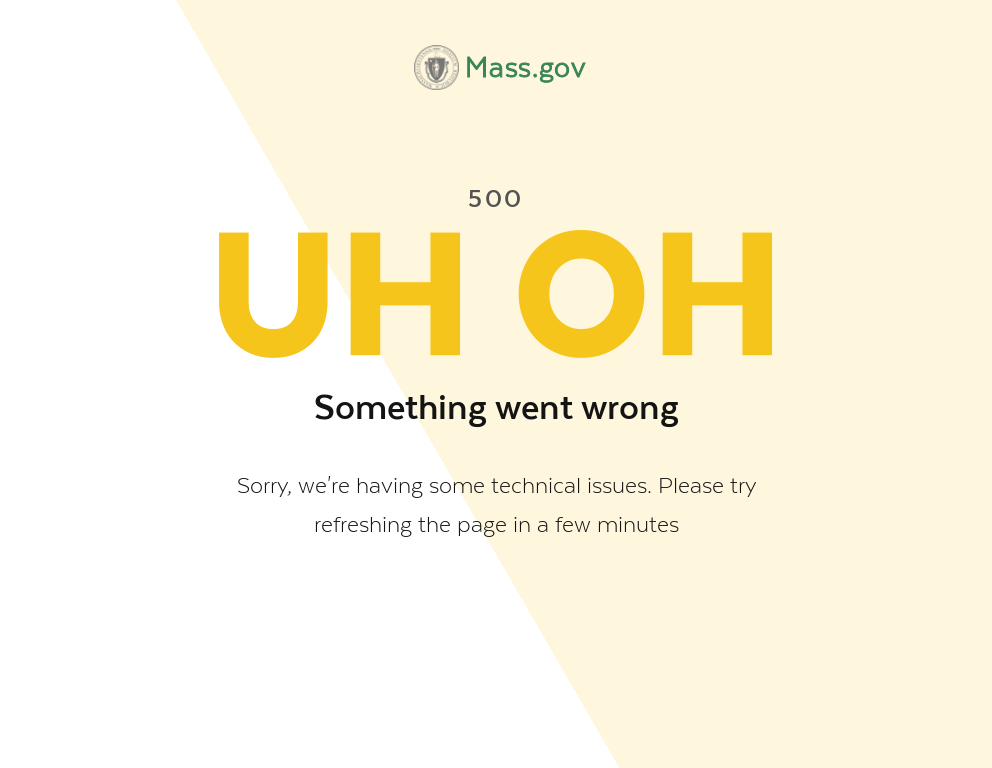 Mass.gov
500
UH OH
Something went wrong
Sorry, we're having some technical issues. Please try
refreshing the page in a few minutes